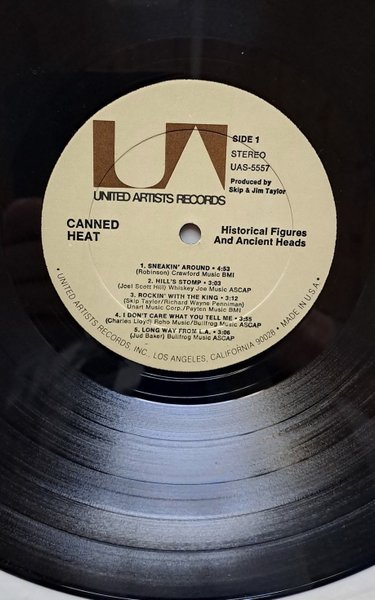 UA
UNITED ARTISTS RECORDS
SIDE 1
STEREO
UAS-5557
Produced by
Skip & Jim Taylor
CANNED
HEAT
Historical Figures
And Ancient Heads
1. SNEAKIN' AROUND • 4:53
(Robinson) Crawford Music BMI
2. HILL'S STOMP • 3:03
(Joel Scott Hill) Whiskey Joe Music ASCAP
3. ROCKIN' WITH THE KING • 3:12
(Skip Taylor/Richard Wayne Penniman)
Unart Music Corp./Payten Music BMI
4. I DON'T CARE WHAT YOU TELL ME • 3:55
(Charles Lloyd) Roho Music/Bullfrog Music ASCAP
5. LONG WAY FROM L.A. • 3:06
(Jud Baker) Bullfrog Music ASCAP
• UNITED ARTISTS RECORDS, INC., LOS ANGELES, CALIFORNIA 90028 • MADE IN U.S.A. •